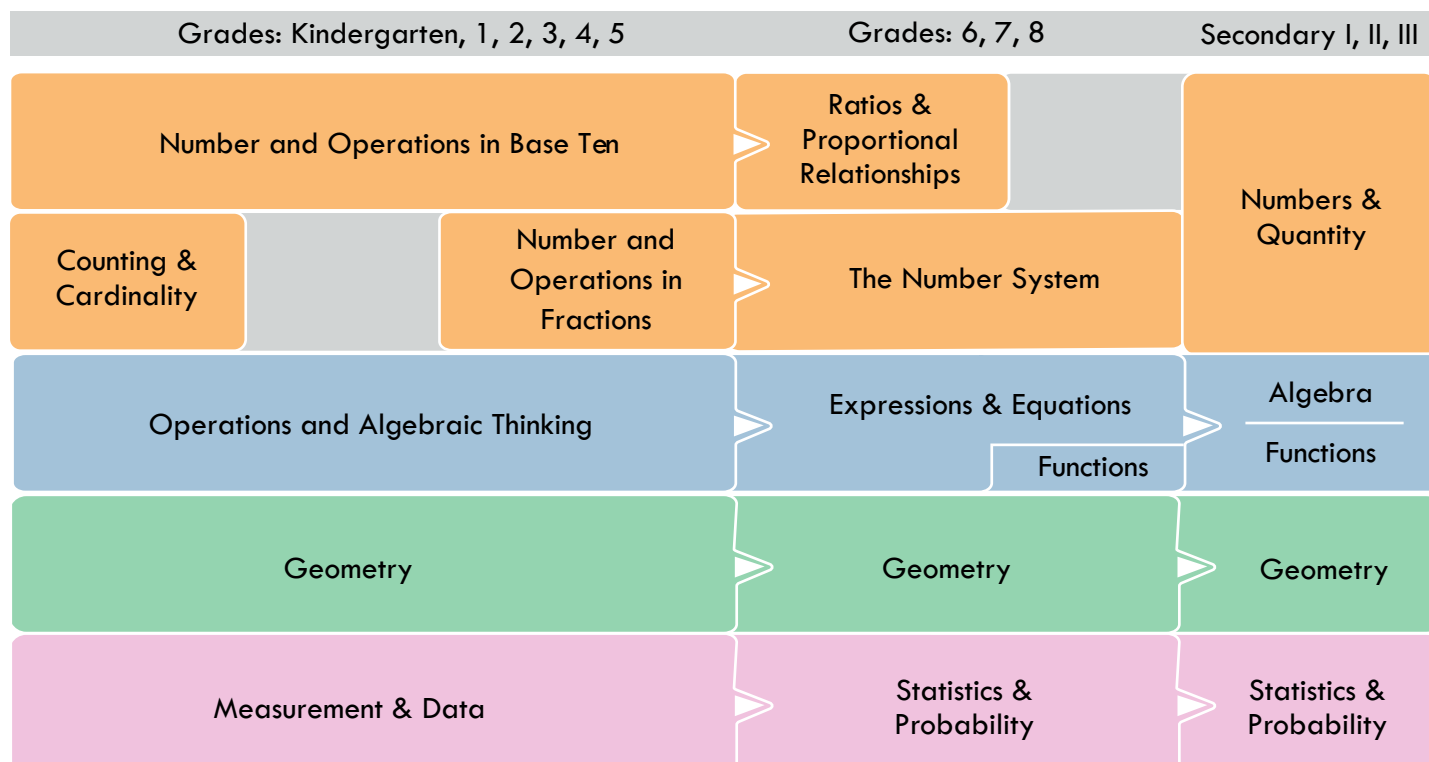 Grades: Kindergarten, 1, 2, 3, 4, 5
Grades: 6, 7, 8
Secondary I, II, III
Number and Operations in Base Ten
Ratios &
Proportional
Relationships
Numbers &
Quantity
Counting &
Cardinality
Number and
Operations in
Fractions
The Number System
Operations and Algebraic Thinking
Expressions & Equations
Functions
Algebra
Functions
Geometry
Geometry
Geometry
Measurement & Data
Statistics &
Probability
Statistics &
Probability